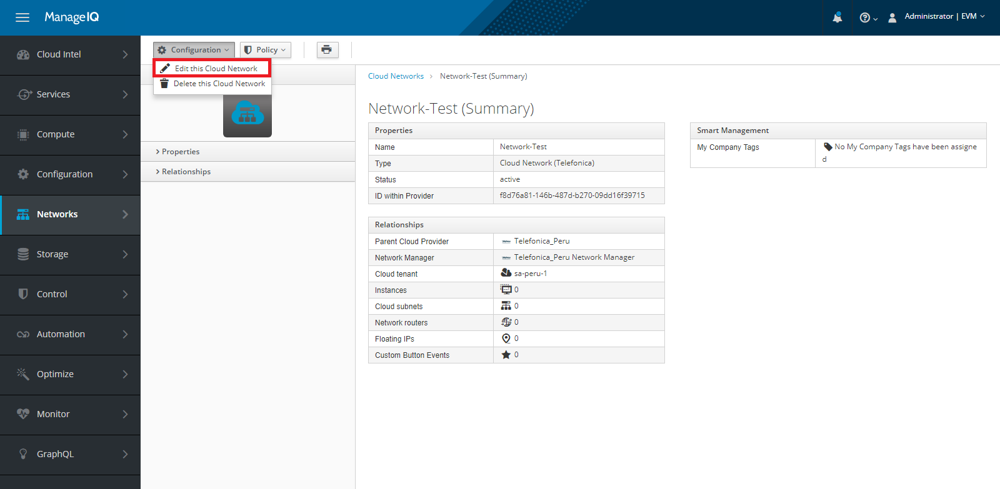 ManageIQ
Administrator | EVM
Cloud Intel
Services
Compute
Configuration
Networks
Storage
Control
Automation
Optimize
Monitor
GraphQL
Configuration
Policy
Edit this Cloud Network
Delete this Cloud Network
Properties
Relationships
Cloud Networks > Network-Test (Summary)
Network-Test (Summary)
Properties
Name Network-Test
Type Cloud Network (Telefonica)
Status active
ID within Provider f8d76a81-146b-487d-b270-09dd16f39715
Relationships
Parent Cloud Provider Telefonica_Peru
Network Manager Telefonica_Peru Network Manager
Cloud tenant sa-peru-1
Instances 0
Cloud subnets 0
Network routers 0
Floating IPs 0
Custom Button Events 0
Smart Management
My Company Tags No My Company Tags have been assigne
d